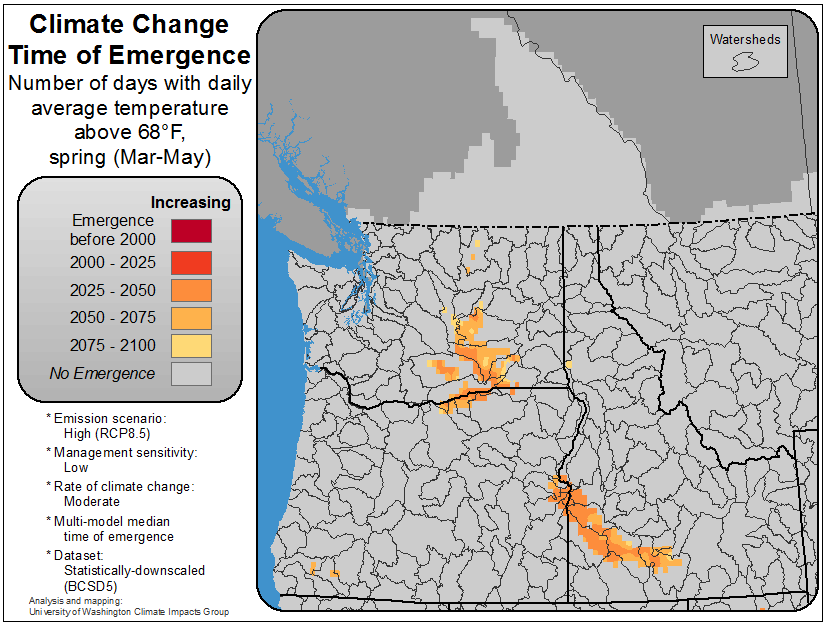 Climate Change
Time of Emergence
Number of days with daily
average temperature
above 68°F,
spring (Mar-May)
Increasing
Emergence
before 2000
2000 - 2025
2025 - 2050
2050 - 2075
2075 - 2100
No Emergence
* Emission scenario:
High (RCP8.5)
* Management sensitivity:
Low
* Rate of climate change:
Moderate
* Multi-model median
time of emergence
* Dataset:
Statistically-downscaled
(BCSD5)
Analysis and mapping:
University of Washington Climate Impacts Group
Watersheds